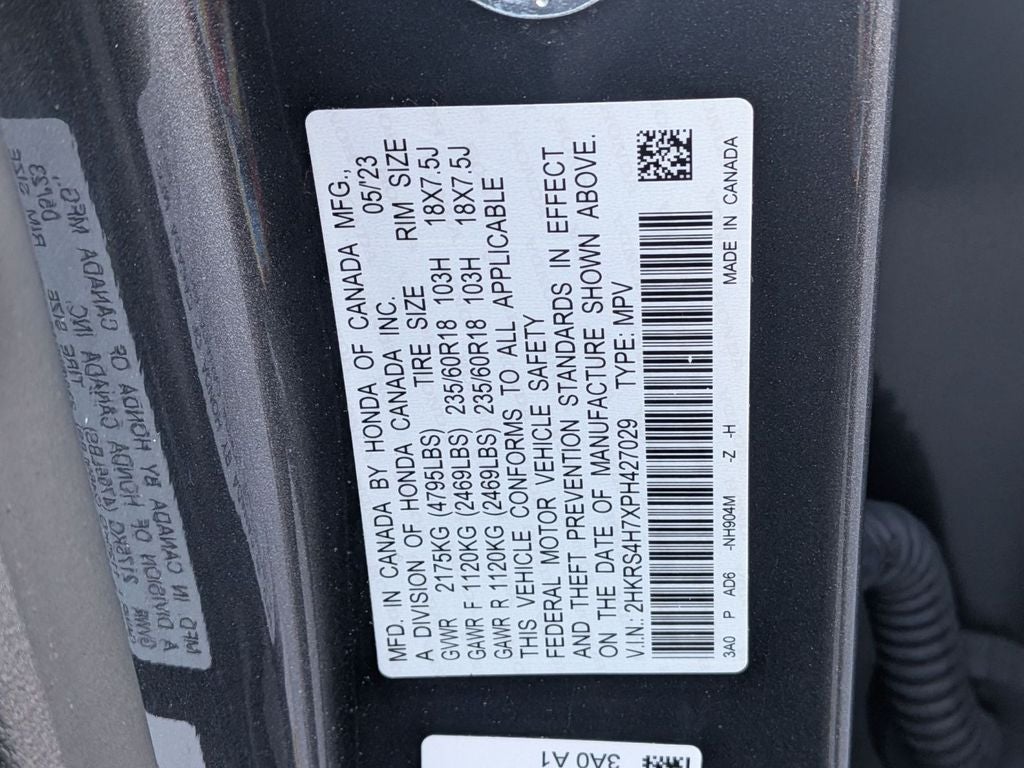 MFD. IN CANADA BY HONDA OF CANADA MFG.,
A DIVISION OF HONDA CANADA INC. 05/'23
GVWR 2175KG (4795LBS) TIRE SIZE RIM SIZE
GAWR F 1120KG (2469LBS) 235/60R18 103H 18X7.5J
GAWR R 1120KG (2469LBS) 235/60R18 103H 18X7.5J
THIS VEHICLE CONFORMS TO ALL APPLICABLE
FEDERAL MOTOR VEHICLE SAFETY
AND THEFT PREVENTION STANDARDS IN EFFECT
ON THE DATE OF MANUFACTURE SHOWN ABOVE.
V.I.N: 2HKRS4H7XPH427029 TYPE: MPV
3A0 P AD6 -NH904M -Z -H MADE IN CANADA
3A0 A1